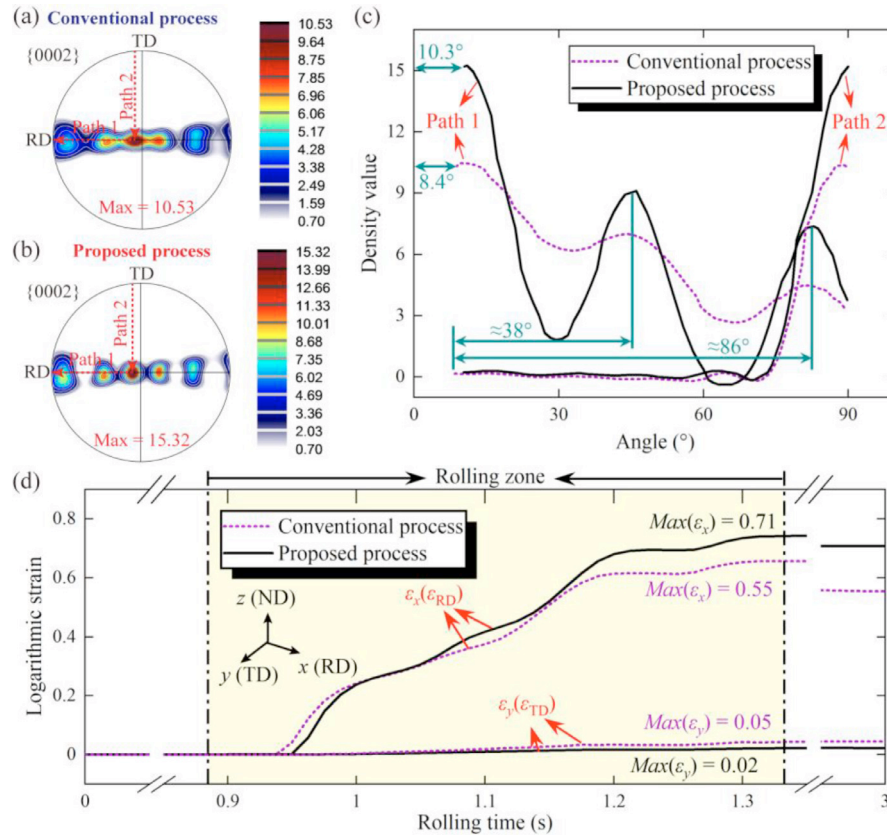 (a) Conventional process
TD
{0002}
Path 2
Path 1
RD
Max = 10.53
10.53
9.64
8.75
7.85
6.96
6.06
5.17
4.28
3.38
2.49
1.59
0.70
(b) Proposed process
TD
{0002}
Path 2
Path 1
RD
Max = 15.32
15.32
13.99
12.66
11.33
10.01
8.68
7.35
6.02
4.69
3.36
2.03
0.70
(c)
Conventional process
Proposed process
10.3°
8.4°
Path 1
Path 2
≈38°
≈86°
Density value
15
12
9
6
3
0
0
30
60
90
Angle (°)
(d)
Rolling zone
Conventional process
Proposed process
Max(εx) = 0.71
Max(εx) = 0.55
εx(εRD)
z (ND)
y (TD)
x (RD)
εy(εTD)
Max(εy) = 0.05
Max(εy) = 0.02
Logarithmic strain
0.8
0.6
0.4
0.2
0
0
0.9
1
1.1
1.2
1.3
3
Rolling time (s)